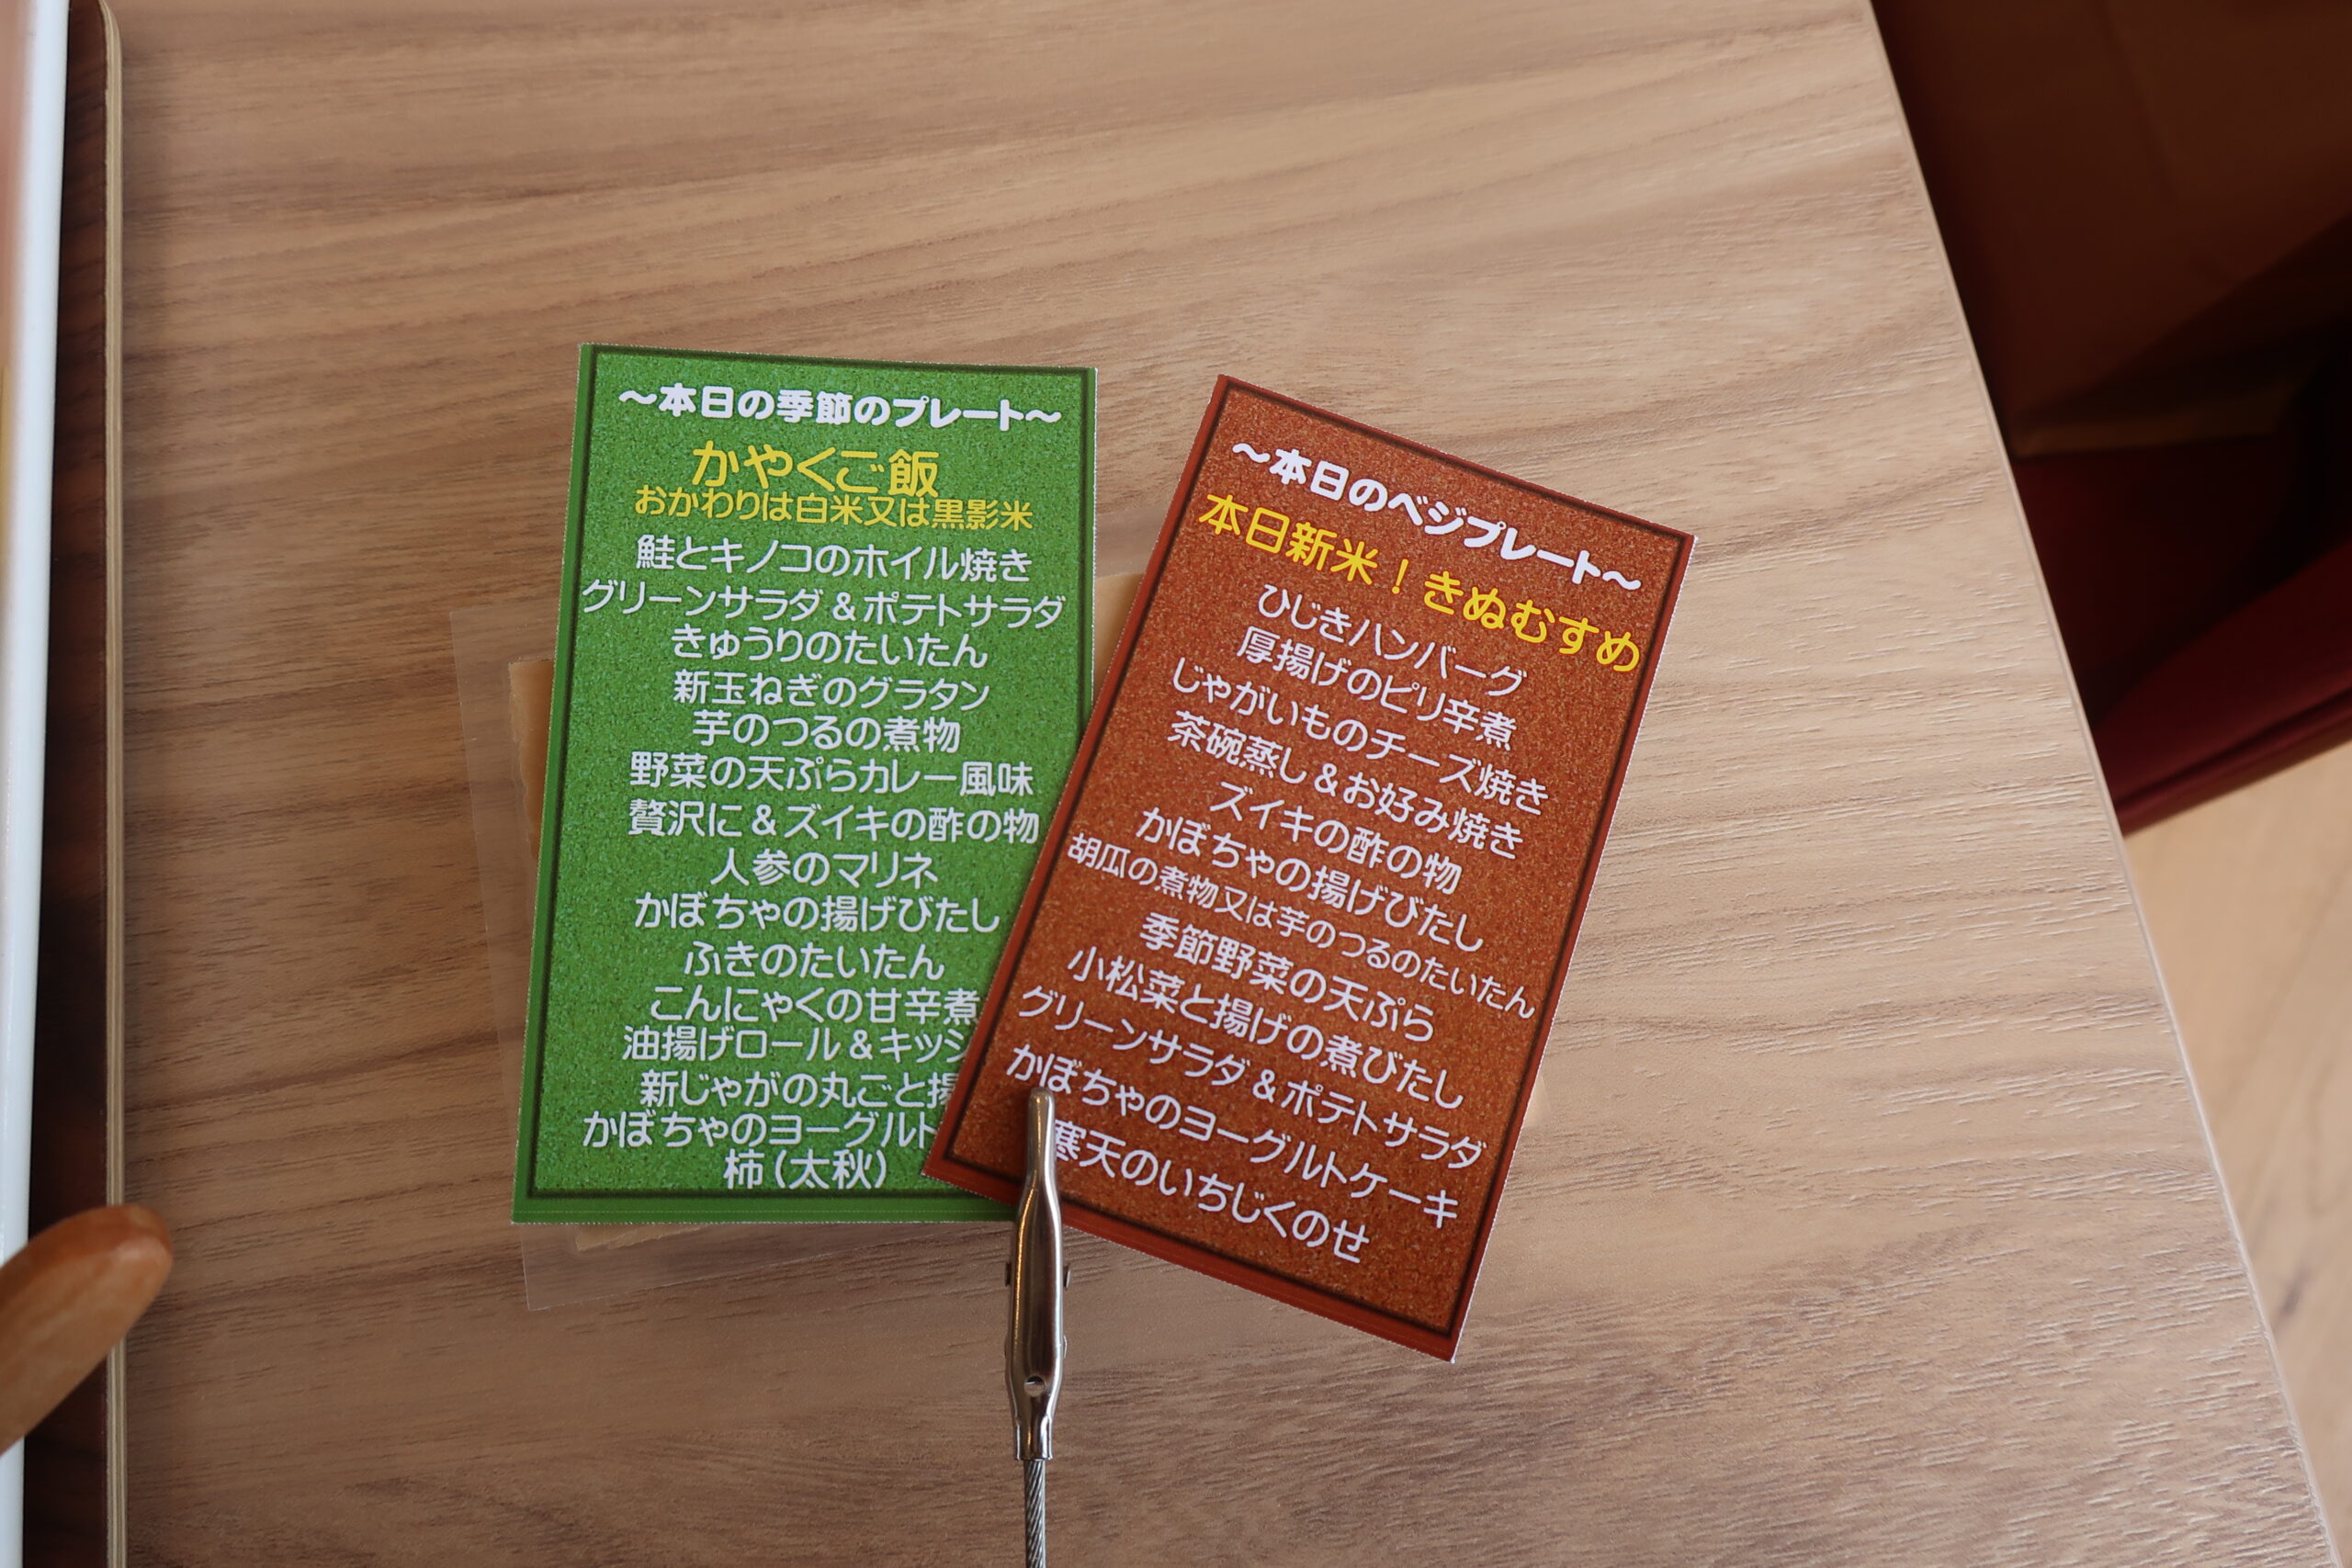 ～本日の季節のプレート～
かやくご飯
おかわりは白米又は黒影米
鮭とキノコのホイル焼き
グリーンサラダ＆ポテトサラダ
きゅうりのたいたん
新玉ねぎのグラタン
芋のつるの煮物
野菜の天ぷらカレー風味
贅沢に＆ズイキの酢の物
人参のマリネ
かぼちゃの揚げびたし
ふきのたいたん
こんにゃくの甘辛煮
油揚げロール＆キッシ
新じゃがの丸ごと揚
かぼちゃのヨーグルト
柿（太秋）
～本日のベジプレート～
本日新米！きぬむすめ
ひじきハンバーグ
厚揚げのピリ辛煮
じゃがいものチーズ焼き
茶碗蒸し＆お好み焼き
ズイキの酢の物
かぼちゃの揚げびたし
胡瓜の煮物又は芋のつるのたいたん
季節野菜の天ぷら
小松菜と揚げの煮びたし
グリーンサラダ＆ポテトサラダ
かぼちゃのヨーグルトケーキ
寒天のいちじくのせ